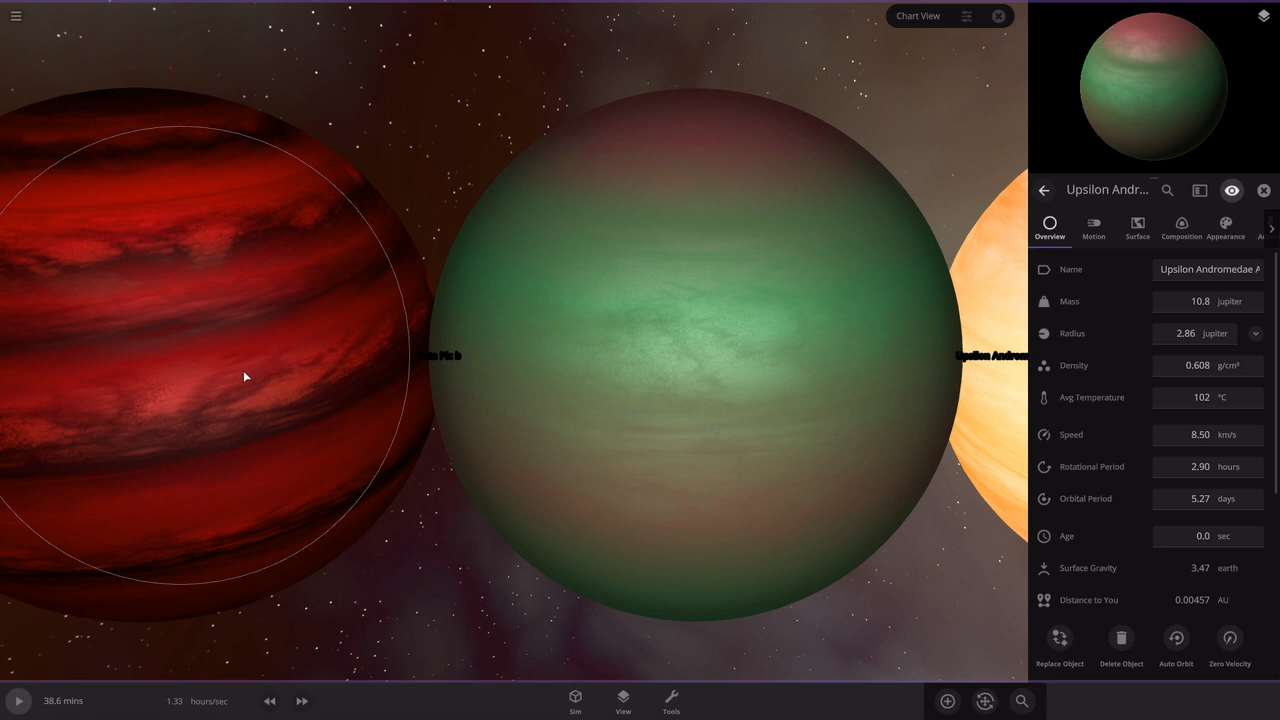 Chart View
Upsilon Andr...
Overview
Motion
Surface
Composition
Appearance
Name Upsilon Andromedae A
Mass 10.8 jupiter
Radius 2.86 jupiter
Density 0.608 g/cm³
Avg Temperature 102 °C
Speed 8.50 km/s
Rotational Period 2.90 hours
Orbital Period 5.27 days
Age 0.0 sec
Surface Gravity 3.47 earth
Distance to You 0.00457 AU
Replace Object
Delete Object
Auto Orbit
Zero Velocity
Pic b
Upsilon Androm
38.6 mins
1.33 hours/sec
Sim
View
Tools